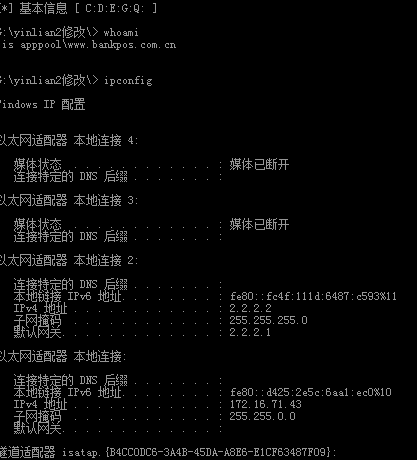 [*] 基本信息 [ C:D:E:G:Q: ]
G:\yinlian2修改\> whoami
is apppool\www.bankpos.com.cn
G:\yinlian2修改\> ipconfig
indows IP 配置
以太网适配器 本地连接 4:
媒体状态 . . . . . . . . . . . . : 媒体已断开
连接特定的 DNS 后缀 . . . . . . . :
以太网适配器 本地连接 3:
媒体状态 . . . . . . . . . . . . : 媒体已断开
连接特定的 DNS 后缀 . . . . . . . :
以太网适配器 本地连接 2:
连接特定的 DNS 后缀 . . . . . . . :
本地链接 IPv6 地址. . . . . . . . : fe80::fc4f:111d:6487:c593%11
IPv4 地址 . . . . . . . . . . . . : 2.2.2.2
子网掩码 . . . . . . . . . . . . : 255.255.255.0
默认网关. . . . . . . . . . . . . : 2.2.2.1
以太网适配器 本地连接:
连接特定的 DNS 后缀 . . . . . . . :
本地链接 IPv6 地址. . . . . . . . : fe80::d425:2e5c:6aa1:ec0%10
IPv4 地址 . . . . . . . . . . . . : 172.16.71.43
子网掩码 . . . . . . . . . . . . : 255.255.0.0
默认网关. . . . . . . . . . . . . :
隧道适配器 isatap.{B4CC0DC6-3A4B-45DA-A8E6-E1CF63487F09}: